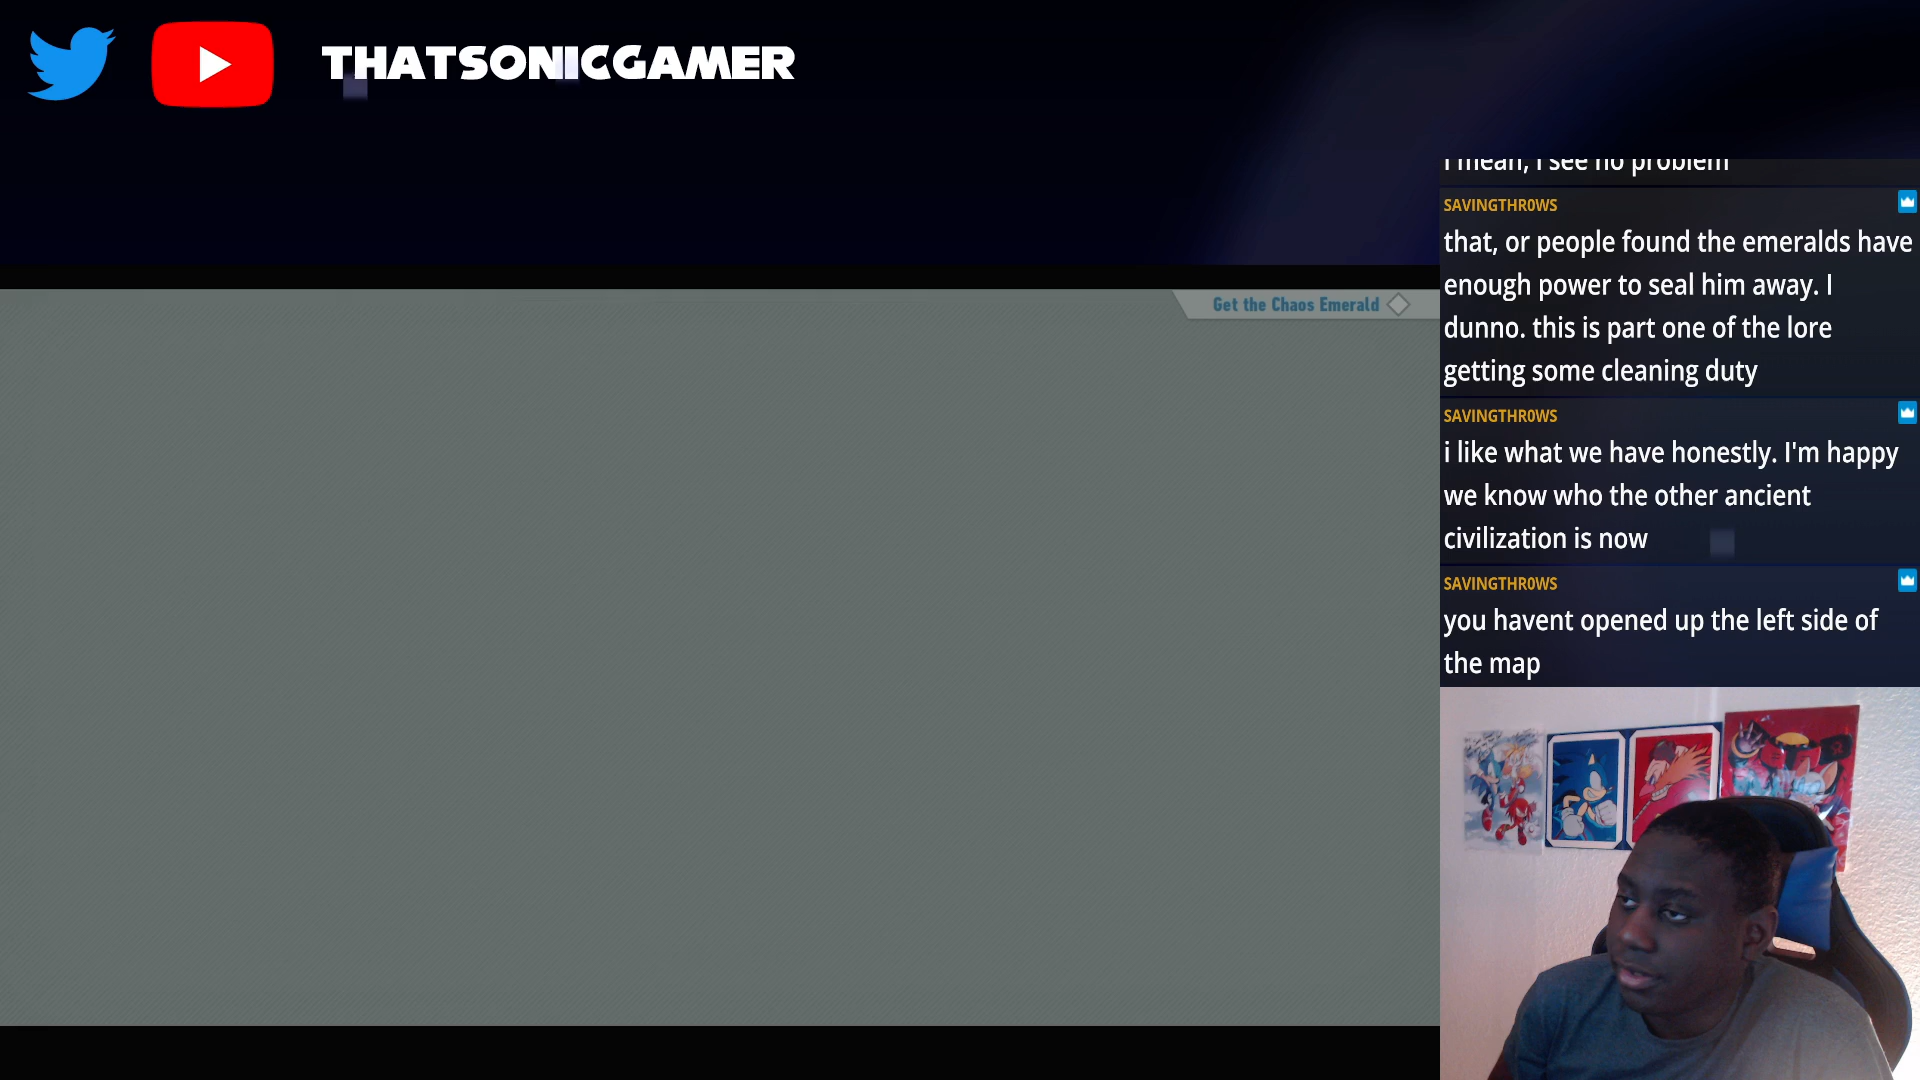 THATSONICGAMER
I mean, I see no problem
SAVINGTHR0WS
that, or people found the emeralds have
enough power to seal him away. I
dunno. this is part one of the lore
getting some cleaning duty
SAVINGTHR0WS
i like what we have honestly. I'm happy
we know who the other ancient
civilization is now
SAVINGTHR0WS
you havent opened up the left side of
the map
Get the Chaos Emerald